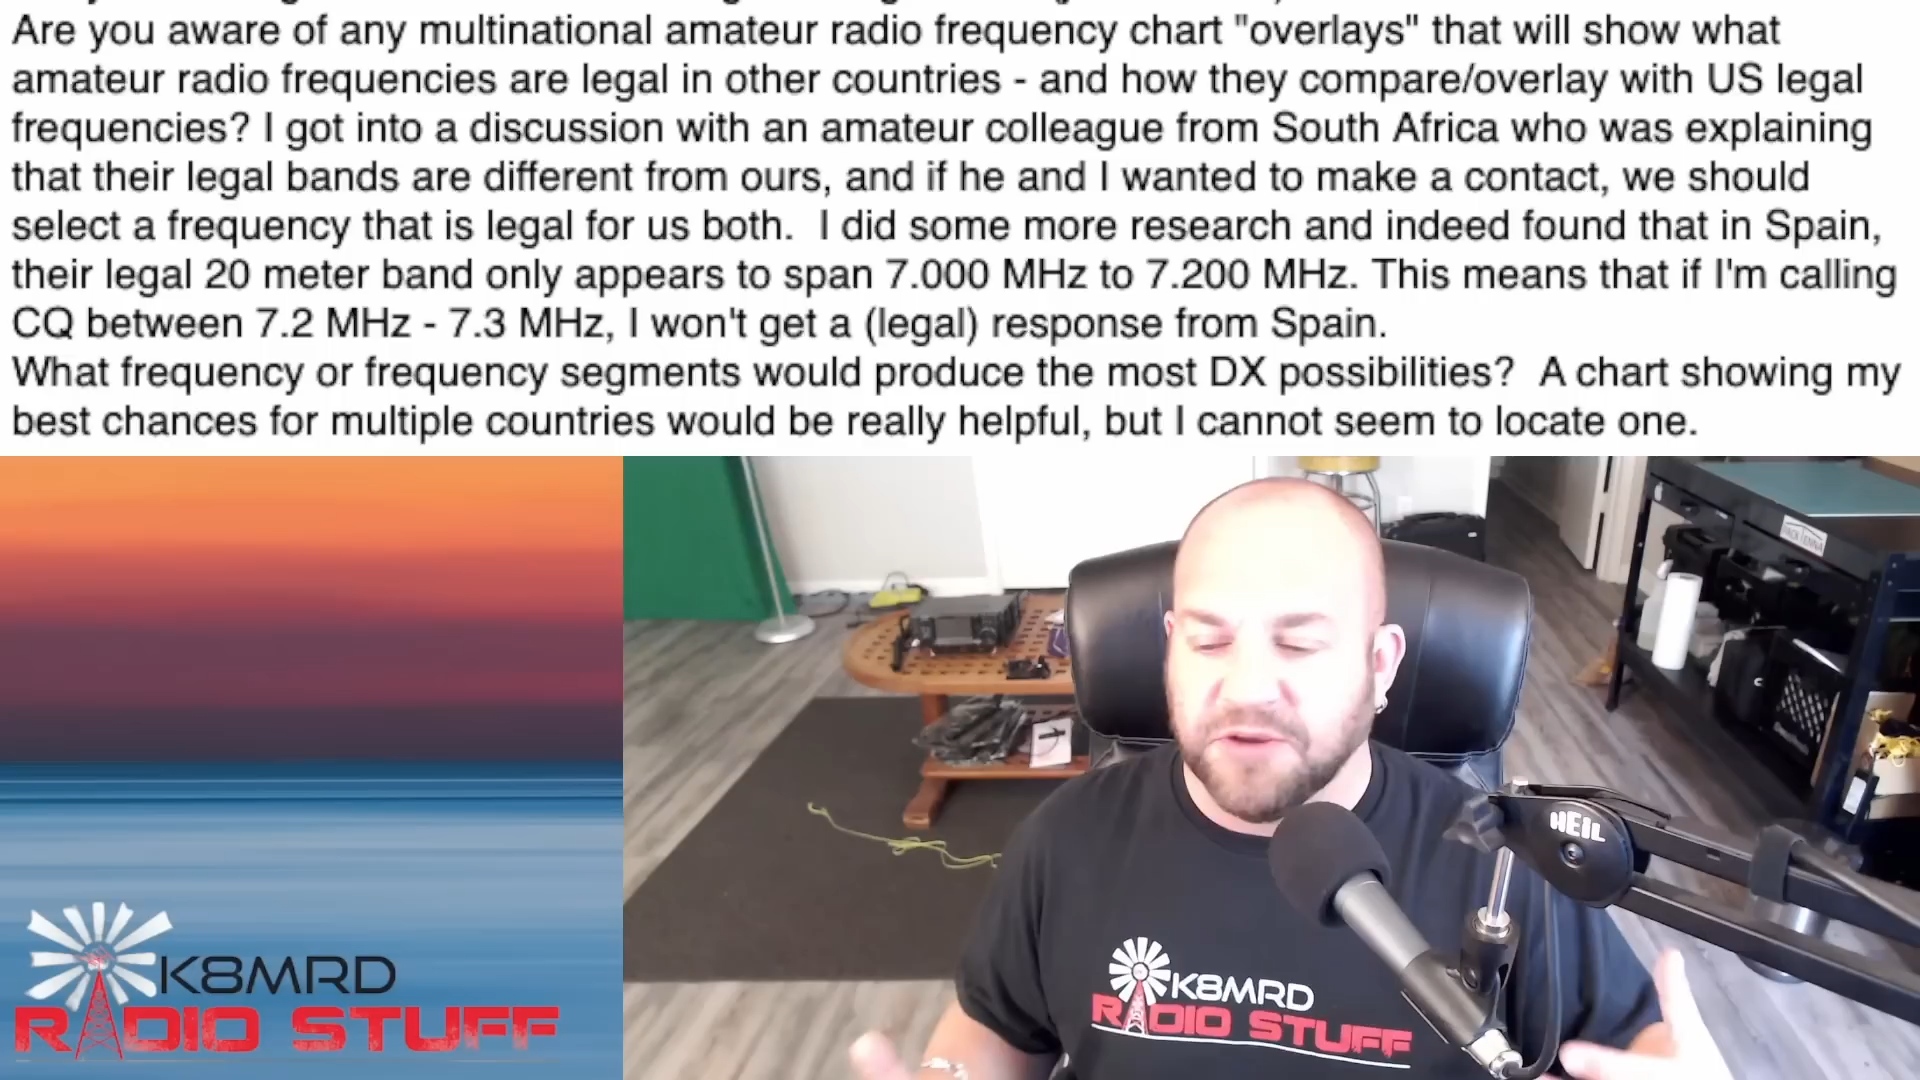 Are you aware of any multinational amateur radio frequency chart "overlays" that will show what
amateur radio frequencies are legal in other countries - and how they compare/overlay with US legal
frequencies? I got into a discussion with an amateur colleague from South Africa who was explaining
that their legal bands are different from ours, and if he and I wanted to make a contact, we should
select a frequency that is legal for us both.  I did some more research and indeed found that in Spain,
their legal 20 meter band only appears to span 7.000 MHz to 7.200 MHz. This means that if I'm calling
CQ between 7.2 MHz - 7.3 MHz, I won't get a (legal) response from Spain.
What frequency or frequency segments would produce the most DX possibilities?  A chart showing my
best chances for multiple countries would be really helpful, but I cannot seem to locate one.
HEIL
K8MRD
RADIO STUFF
K8MRD
RADIO STUFF